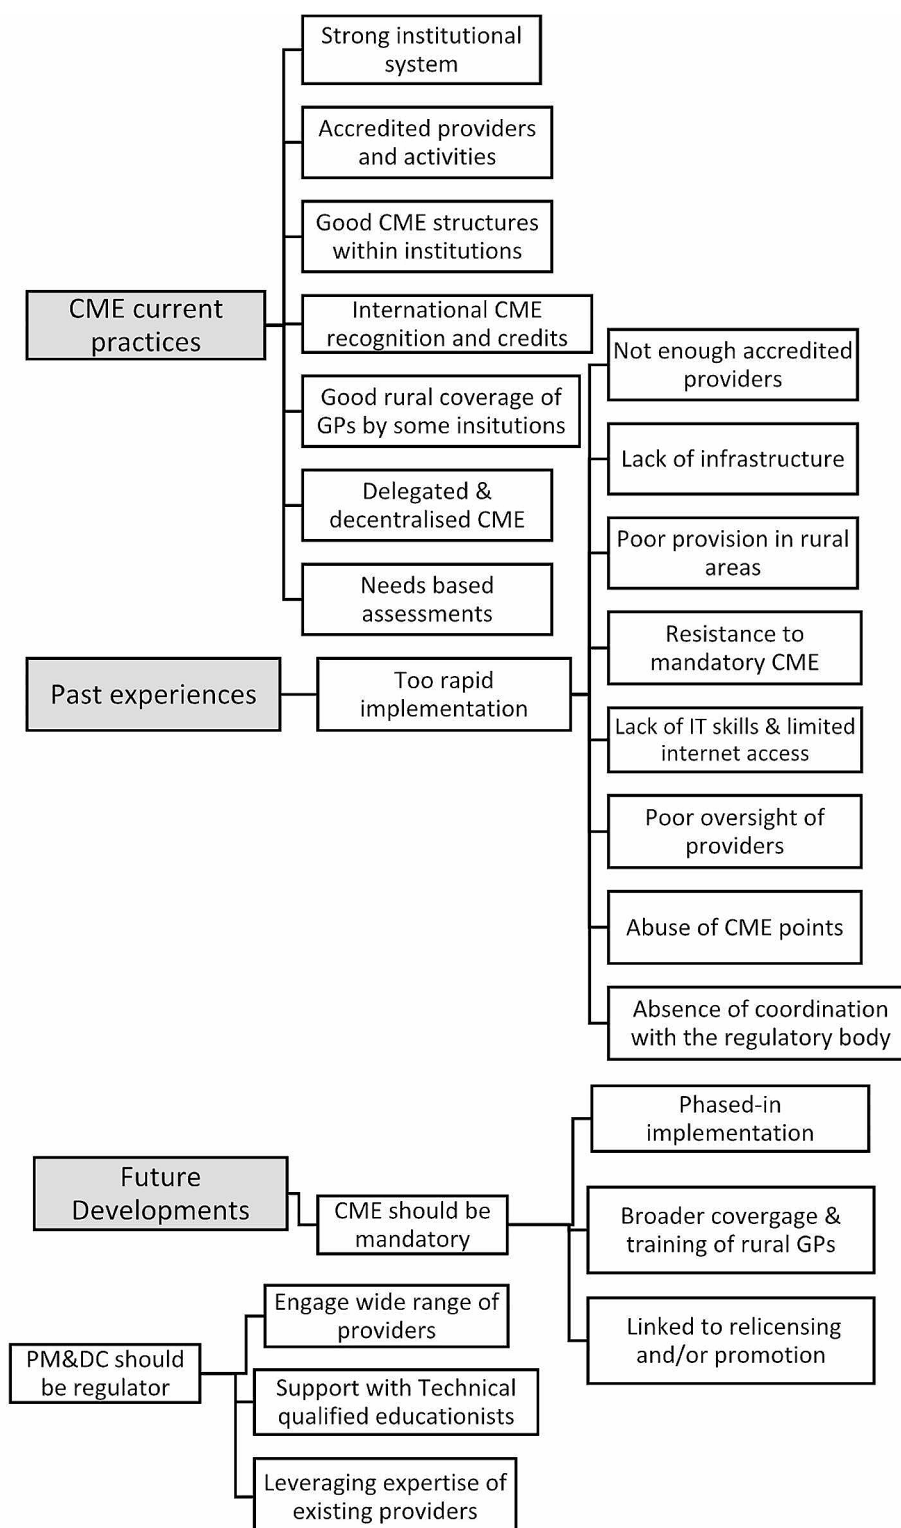 CME current
practices
Strong institutional
system
Accredited providers
and activities
Good CME structures
within institutions
International CME
recognition and credits
Good rural coverage of
GPs by some insitutions
Delegated &
decentralised CME
Needs based
assessments
Past experiences
Too rapid
implementation
Not enough accredited
providers
Lack of infrastructure
Poor provision in rural
areas
Resistance to
mandatory CME
Lack of IT skills & limited
internet access
Poor oversight of
providers
Abuse of CME points
Absence of coordination
with the regulatory body
Future
Developments
CME should be
mandatory
Phased-in
implementation
Broader covergage &
training of rural GPs
Linked to relicensing
and/or promotion
PM&DC should
be regulator
Engage wide range of
providers
Support with Technical
qualified educationists
Leveraging expertise of
existing providers